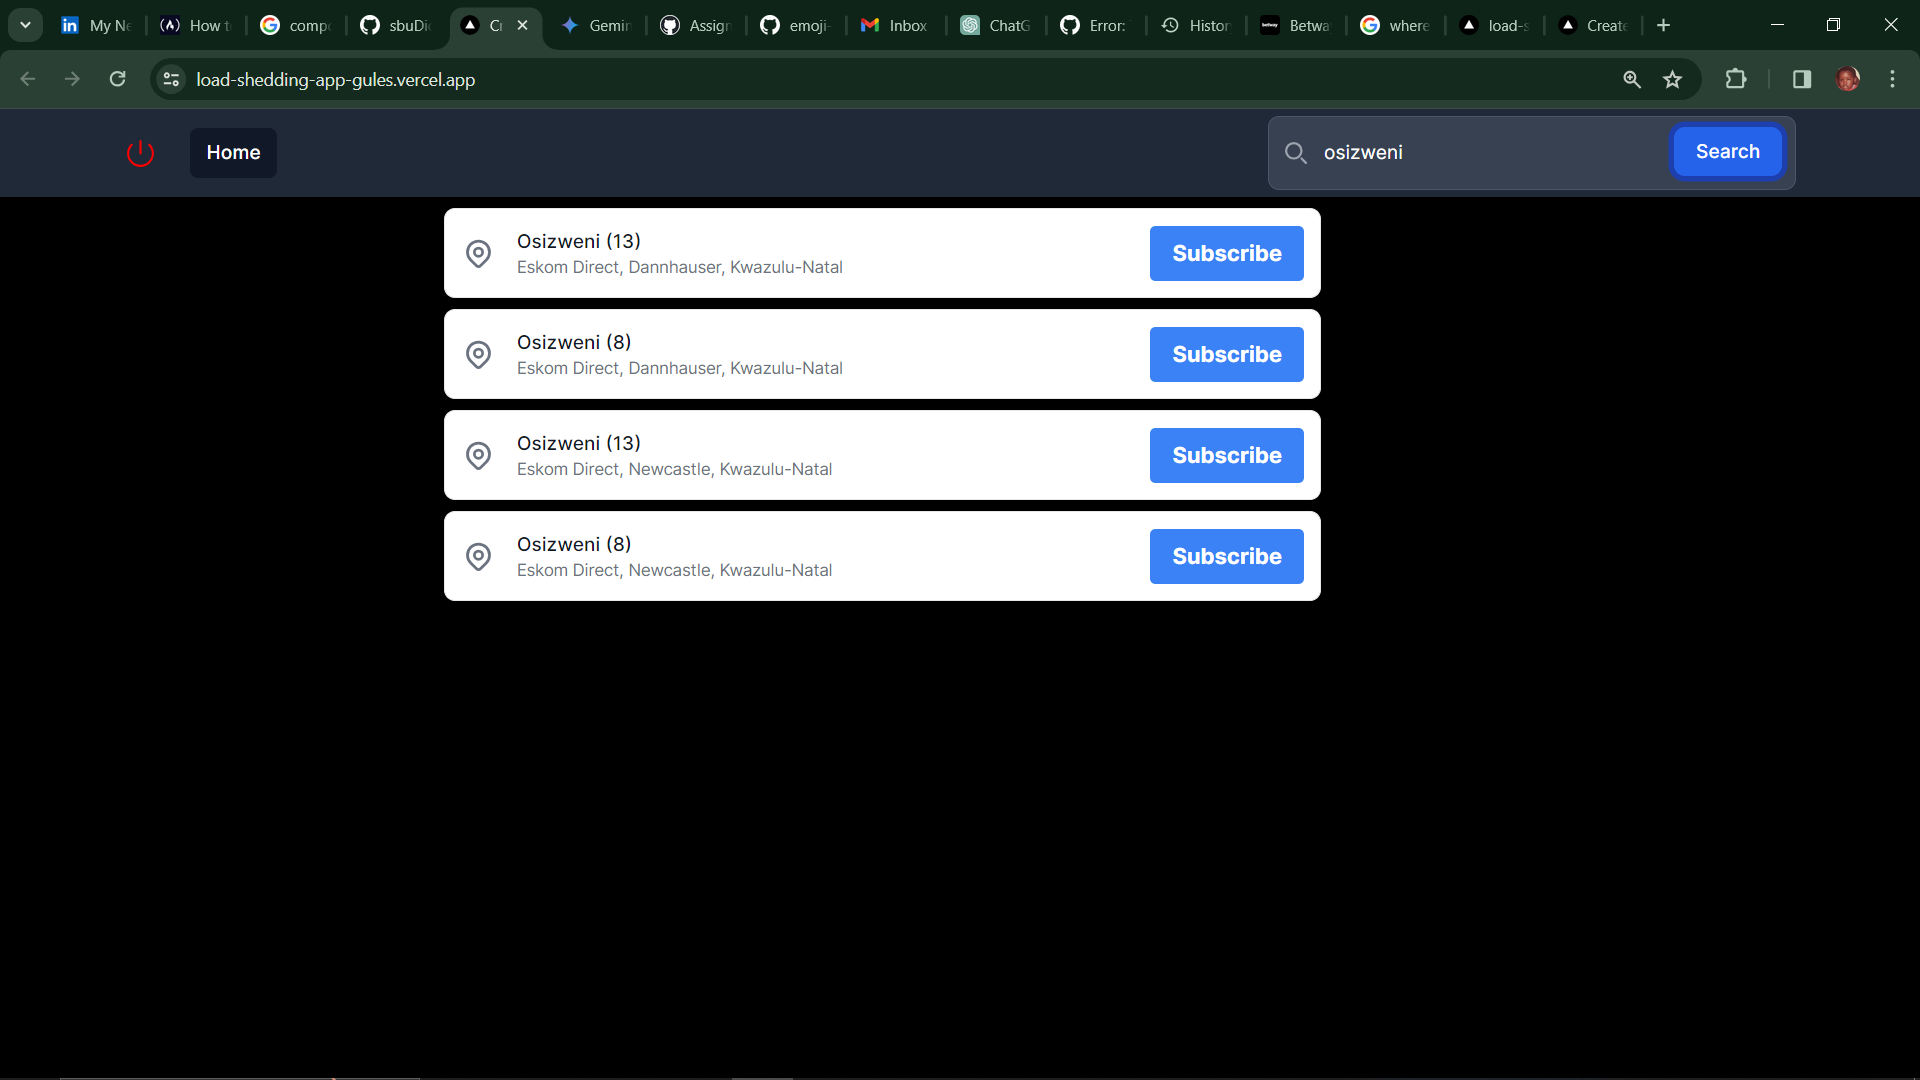 My Ne
How to
compo
sbuDi
Cr
Gemin
Assign
emoji-
Inbox
ChatG
Error:
Histor
Betwa
where
load-s
Create
load-shedding-app-gules.vercel.app
Home
osizweni
Search
Osizweni (13)
Eskom Direct, Dannhauser, Kwazulu-Natal
Subscribe
Osizweni (8)
Eskom Direct, Dannhauser, Kwazulu-Natal
Subscribe
Osizweni (13)
Eskom Direct, Newcastle, Kwazulu-Natal
Subscribe
Osizweni (8)
Eskom Direct, Newcastle, Kwazulu-Natal
Subscribe